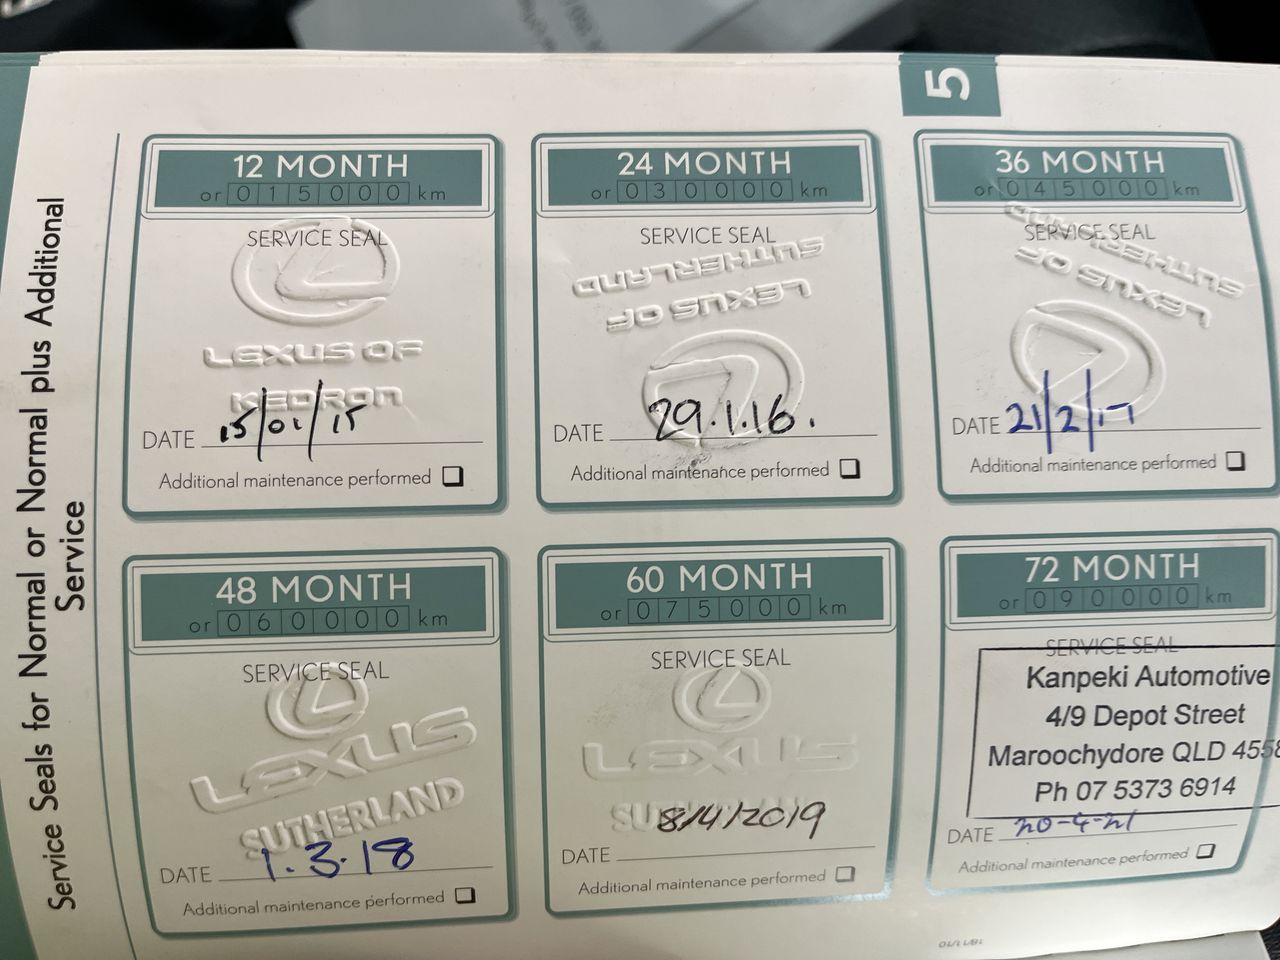 5
Service Seals for Normal or Normal plus Additional
Service
12 MONTH
or 015000 km
SERVICE SEAL
LEXUS OF
KEDRON
DATE 15/01/15
Additional maintenance performed
24 MONTH
or 030000 km
SERVICE SEAL
LEXUS OF
SUTHERLAND
DATE 29.1.16.
Additional maintenance performed
36 MONTH
or 045000 km
SERVICE SEAL
LEXUS OF
SUTHERLAND
DATE 21/2/17
Additional maintenance performed
48 MONTH
or 060000 km
SERVICE SEAL
LEXUS
SUTHERLAND
DATE 1.3.18
Additional maintenance performed
60 MONTH
or 075000 km
SERVICE SEAL
LEXUS
SUTHERLAND
8/4/2019
DATE
Additional maintenance performed
72 MONTH
or 090000 km
SERVICE SEAL
Kanpeki Automotive
4/9 Depot Street
Maroochydore QLD 4558
Ph 07 5373 6914
DATE 20-4-21
Additional maintenance performed